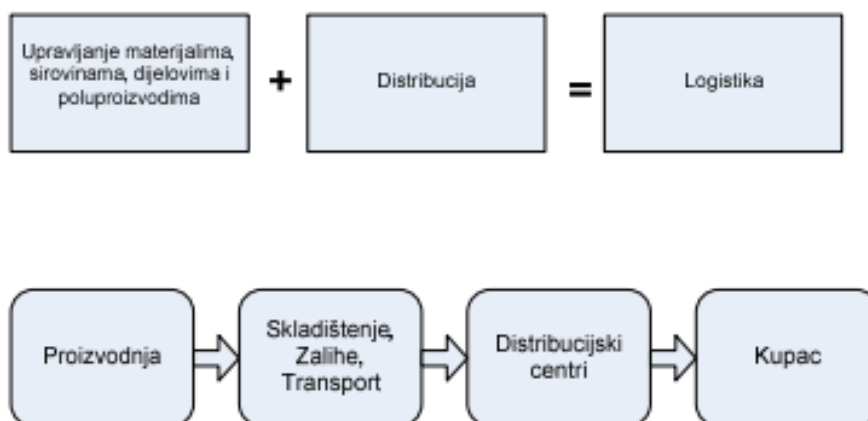 Upravljanje materijalima,
sirovinama, dijelovima i
poluproizvodima
+
Distribucija
=
Logistika
Proizvodnja
Skladištenje,
Zalihe,
Transport
Distribucijski
centri
Kupac